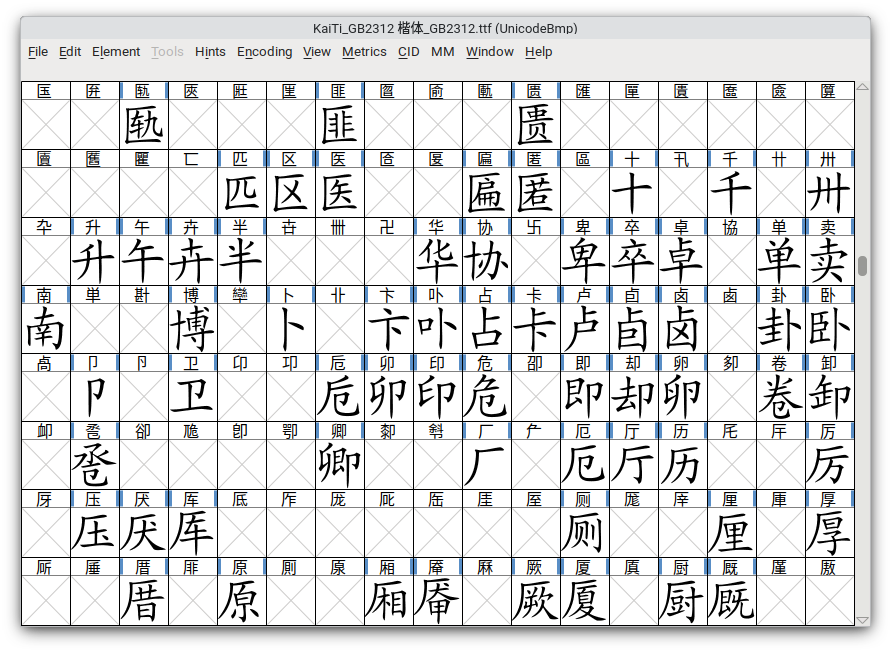 KaiTi_GB2312 楷体_GB2312.ttf (UnicodeBmp)
File Edit Element Tools Hints Encoding View Metrics CID MM Window Help
匤 匥 匦 匧 匨 匩 匪 匫 匬 匭 匮 匯 匰 匱 匲 匳 匴
匦 匪 匮
匵 匶 匷 匸 匹 区 医 匼 匽 匾 匿 區 十 卂 千 卄 卅
匹 区 医 匾 匿 十 千 卅
卆 升 午 卉 半 卋 卌 卍 华 协 卐 卑 卒 卓 協 单 卖
升 午 卉 半 华 协 卑 卒 卓 单 卖
南 単 卙 博 卛 卜 卝 卞 卟 占 卡 卢 卣 卤 卥 卦 卧
南 博 卜 卞 卟 占 卡 卢 卣 卤 卦 卧
卨 卩 卪 卫 卬 卭 卮 卯 印 危 卲 即 却 卵 卶 卷 卸
卩 卫 卮 卯 印 危 即 却 卵 卷 卸
卹 卺 卻 卼 卽 卾 卿 厀 厁 厂 厃 厄 厅 历 厇 厈 厉
卺 卿 厂 厄 厅 历 厉
厊 压 厌 厍 厎 厏 厐 厑 厒 厓 厔 厕 厖 厗 厘 厙 厚
压 厌 厍 厕 厘 厚
厛 厜 厝 厞 原 厠 厡 厢 厣 厤 厥 厦 厧 厨 厩 厪 厫
厝 原 厢 厣 厥 厦 厨 厩